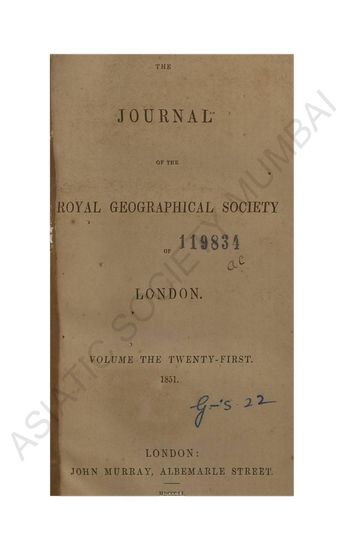 THE
JOURNAL
OF THE
ROYAL GEOGRAPHICAL SOCIETY
119834
OF
ac
LONDON.
VOLUME THE TWENTY-FIRST.
1851.
G-S. 22
LONDON:
JOHN MURRAY, ALBEMARLE STREET.
ASIATIC SOCIETY MUMBAI